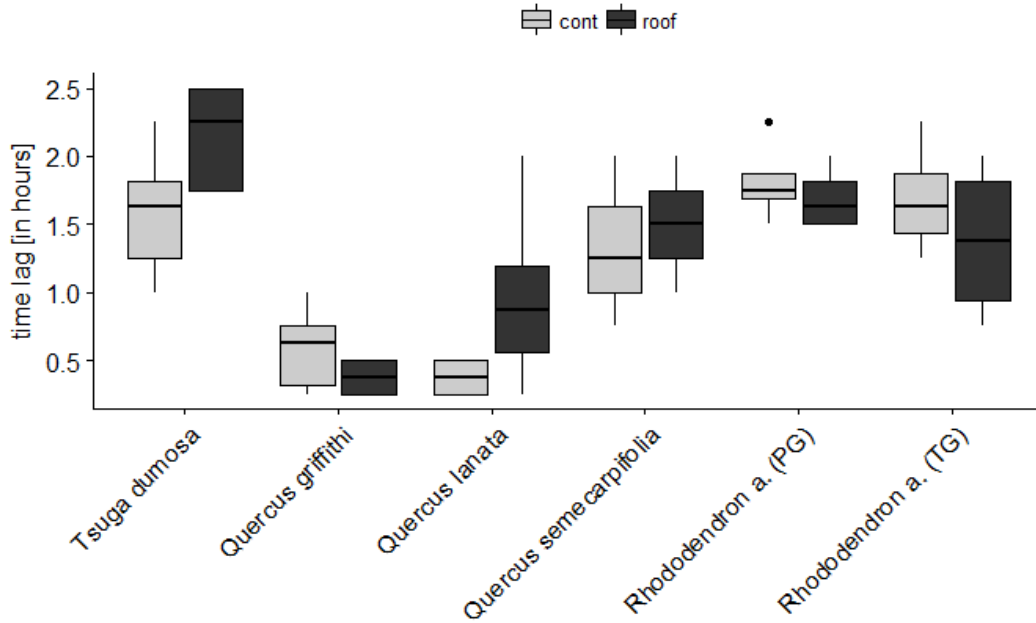 cont roof
time lag [in hours]
2.5
2.0
1.5
1.0
0.5
Tsuga dumosa
Quercus griffithi
Quercus lanata
Quercus semecarpifolia
Rhododendron a. (PG)
Rhododendron a. (TG)